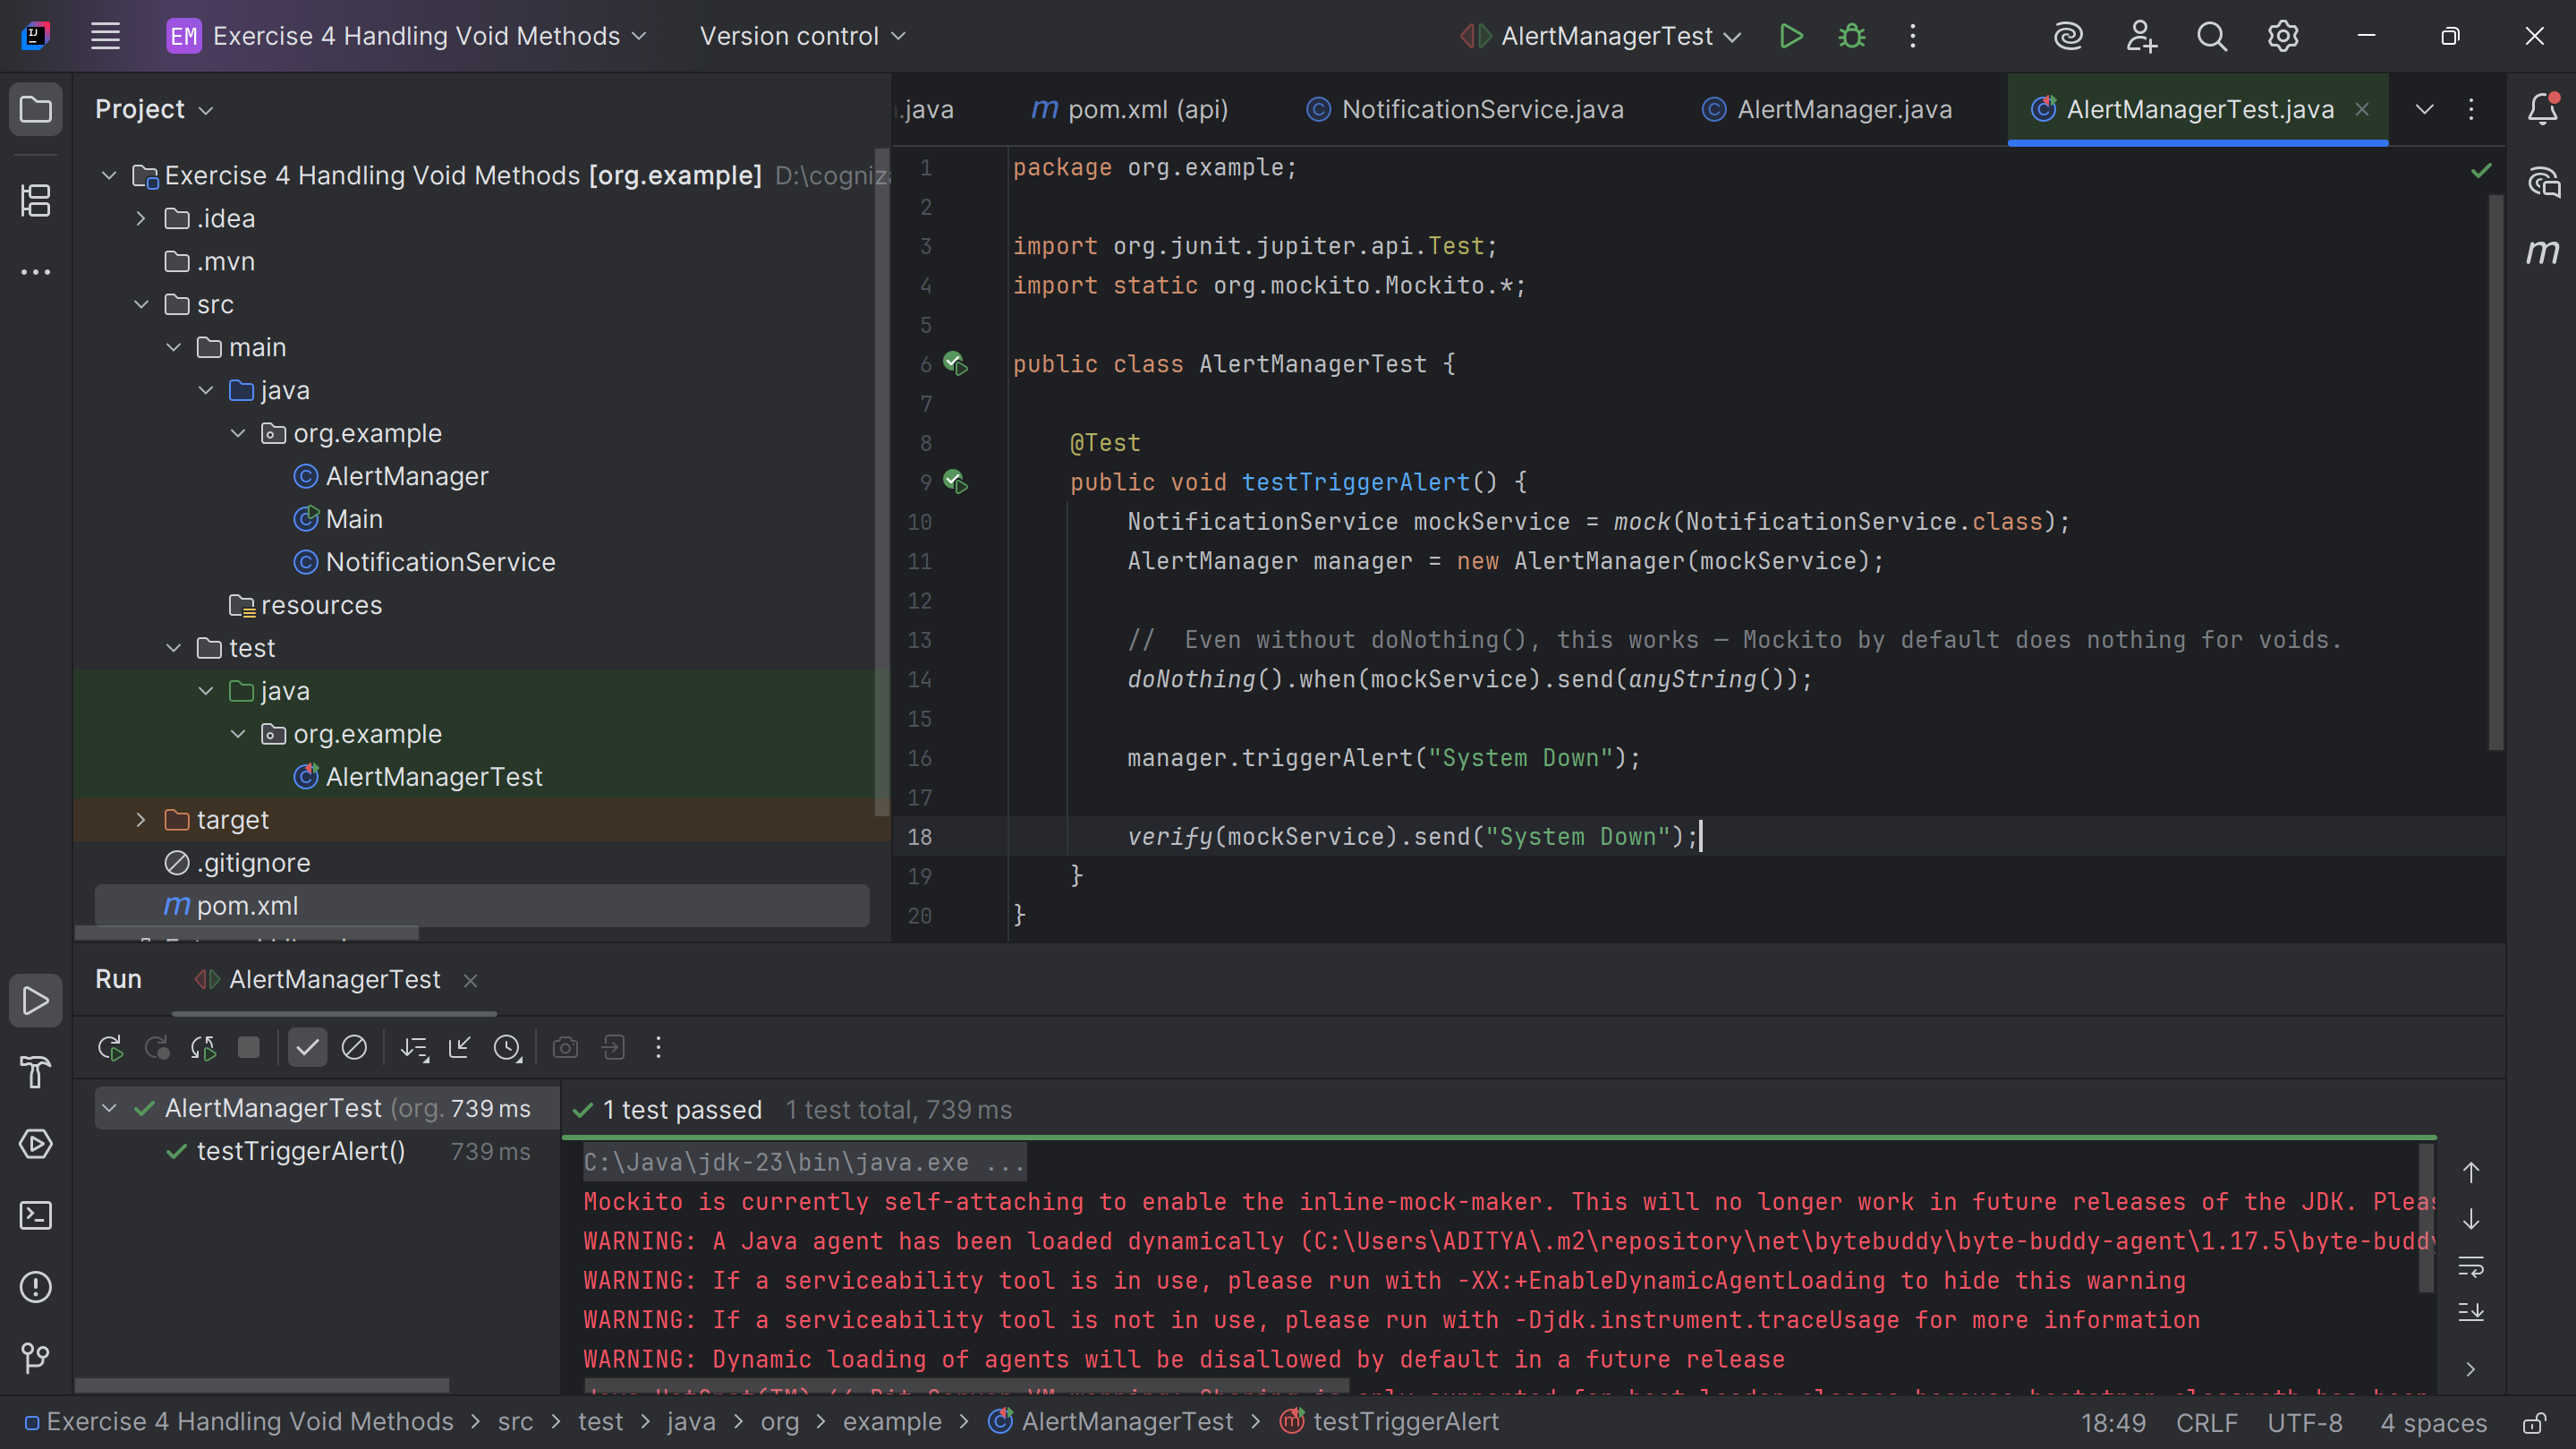 EM Exercise 4 Handling Void Methods
Version control
AlertManagerTest
Project
.java
pom.xml (api)
NotificationService.java
AlertManager.java
AlertManagerTest.java
Exercise 4 Handling Void Methods [org.example] D:\cogniz
.idea
.mvn
src
main
java
org.example
AlertManager
Main
NotificationService
resources
test
java
org.example
AlertManagerTest
target
.gitignore
pom.xml
1 package org.example;
2
3 import org.junit.jupiter.api.Test;
4 import static org.mockito.Mockito.*;
5
6 public class AlertManagerTest {
7
8 @Test
9 public void testTriggerAlert() {
10 NotificationService mockService = mock(NotificationService.class);
11 AlertManager manager = new AlertManager(mockService);
12
13 //  Even without doNothing(), this works — Mockito by default does nothing for voids.
14 doNothing().when(mockService).send(anyString());
15
16 manager.triggerAlert("System Down");
17
18 verify(mockService).send("System Down");
19 }
20 }
Run
AlertManagerTest
AlertManagerTest (org. 739 ms
testTriggerAlert() 739 ms
1 test passed 1 test total, 739 ms
C:\Java\jdk-23\bin\java.exe ...
Mockito is currently self-attaching to enable the inline-mock-maker. This will no longer work in future releases of the JDK. Pleas
WARNING: A Java agent has been loaded dynamically (C:\Users\ADITYA\.m2\repository\net\bytebuddy\byte-buddy-agent\1.17.5\byte-buddy
WARNING: If a serviceability tool is in use, please run with -XX:+EnableDynamicAgentLoading to hide this warning
WARNING: If a serviceability tool is not in use, please run with -Djdk.instrument.traceUsage for more information
WARNING: Dynamic loading of agents will be disallowed by default in a future release
Exercise 4 Handling Void Methods > src > test > java > org > example > AlertManagerTest > testTriggerAlert
18:49 CRLF UTF-8 4 spaces